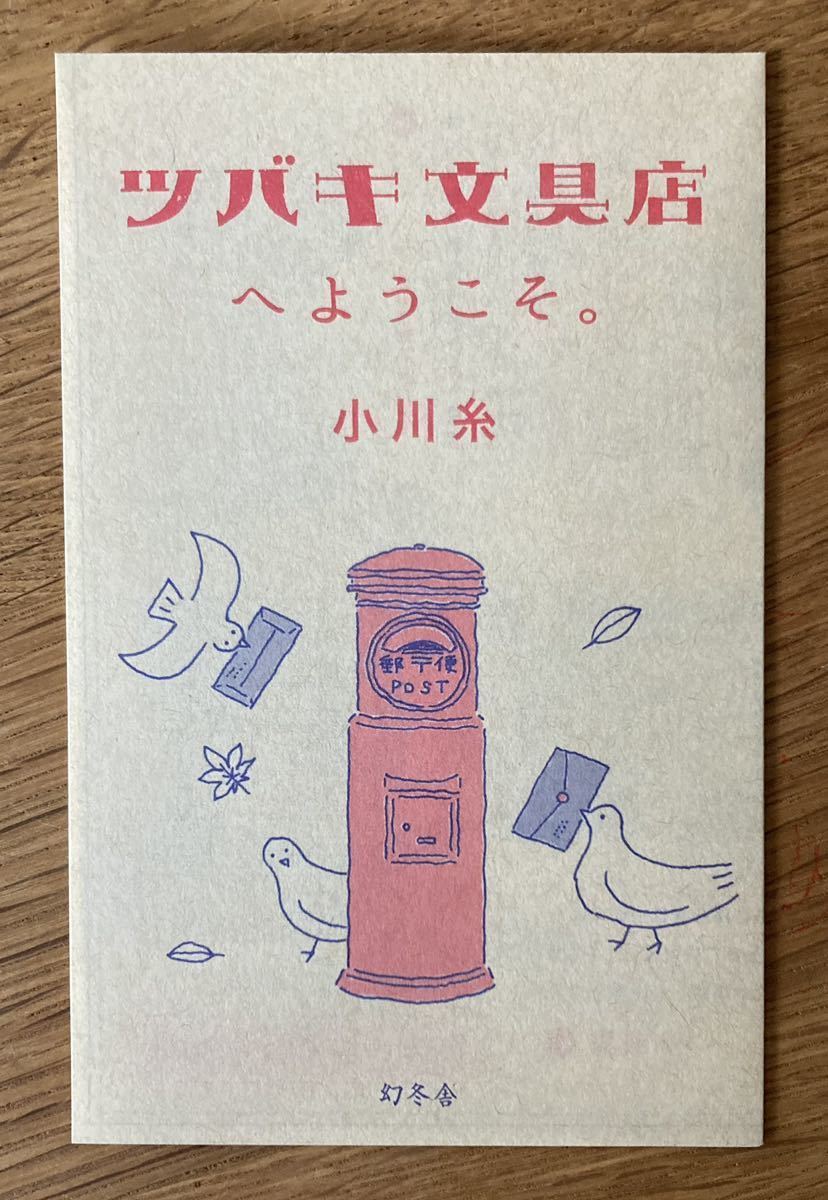 ツバキ文具店
へようこそ。
小川糸
郵〒便
POST
幻冬舎